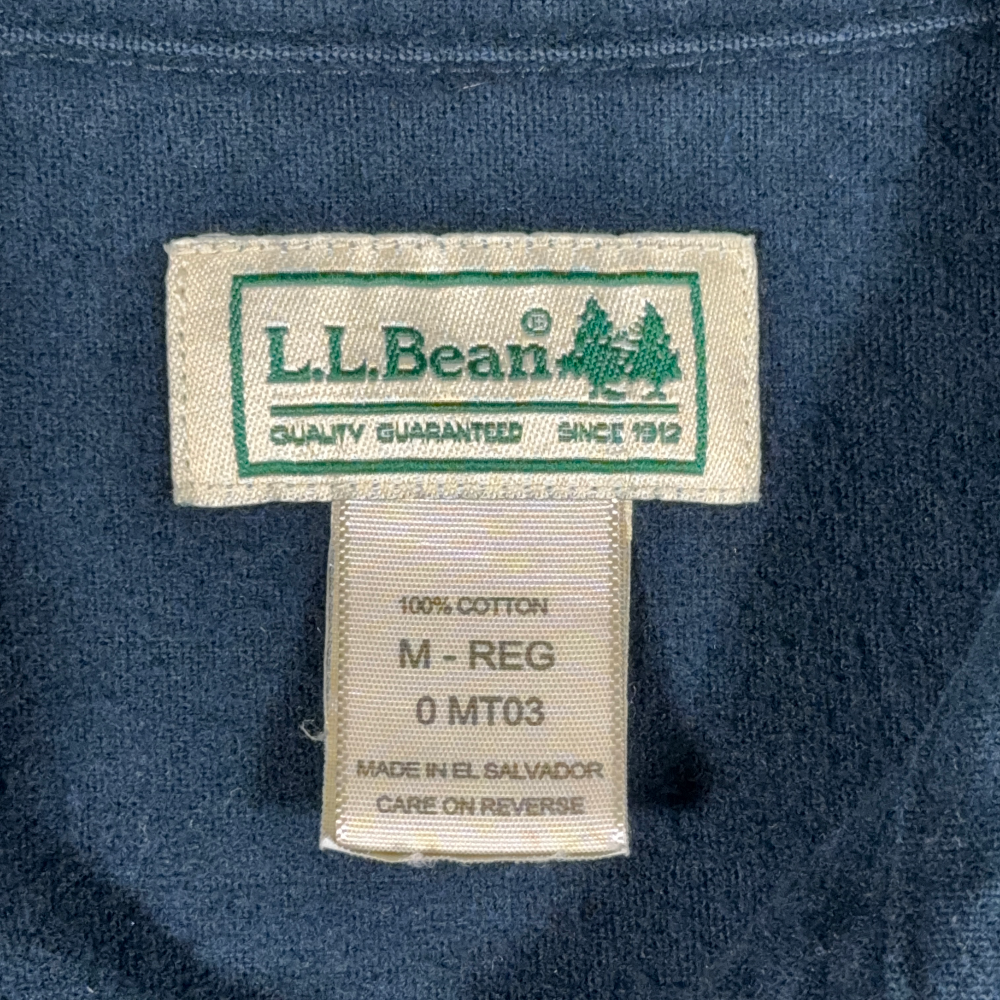 L.L.Bean®
QUALITY GUARANTEED SINCE 1912
100% COTTON
M - REG
0 MT03
MADE IN EL SALVADOR
CARE ON REVERSE